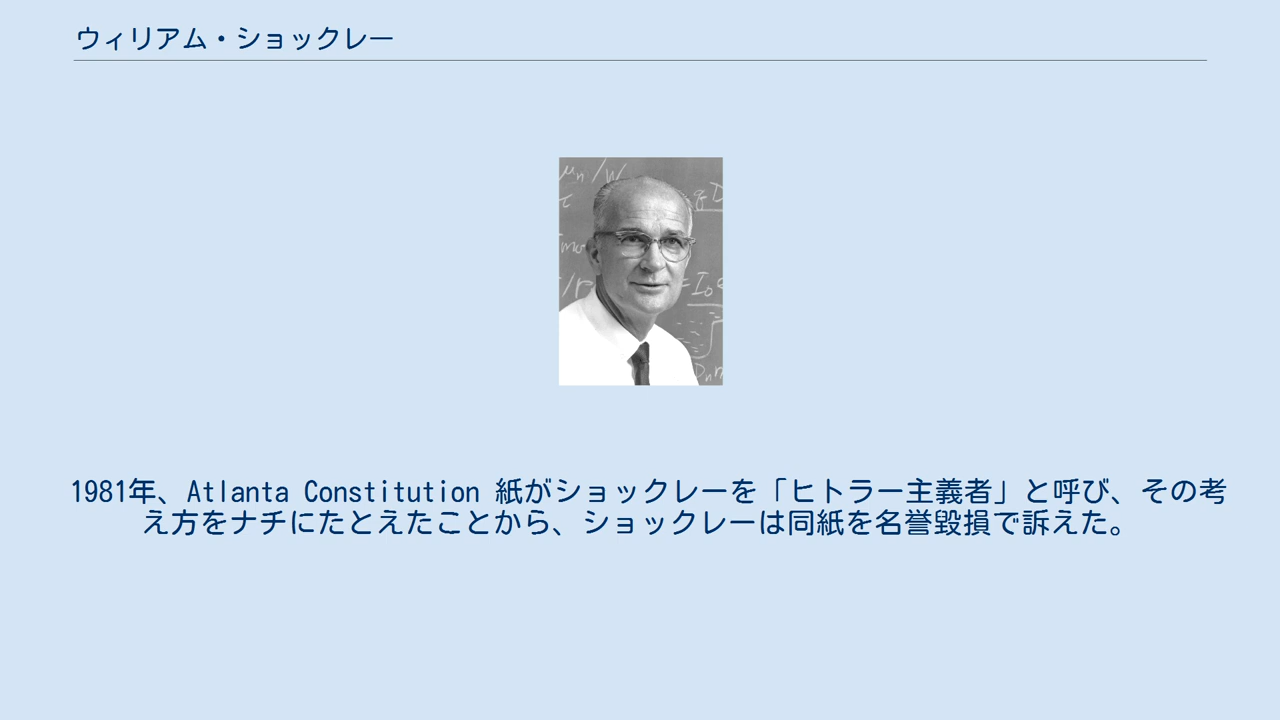 ウィリアム・ショックレー
μn /W
1981年、Atlanta Constitution 紙がショックレーを「ヒトラー主義者」と呼び、その考
え方をナチにたとえたことから、ショックレーは同紙を名誉毀損で訴えた。